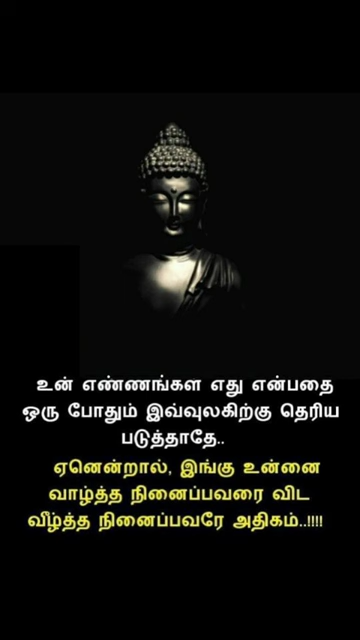 உன் எண்ணங்கள எது என்பதை
ஒரு போதும் இவ்வுலகிற்கு தெரிய
படுத்தாதே..
ஏனென்றால், இங்கு உன்னை
வாழ்த்த நினைப்பவரை விட
வீழ்த்த நினைப்பவரே அதிகம்..!!!!